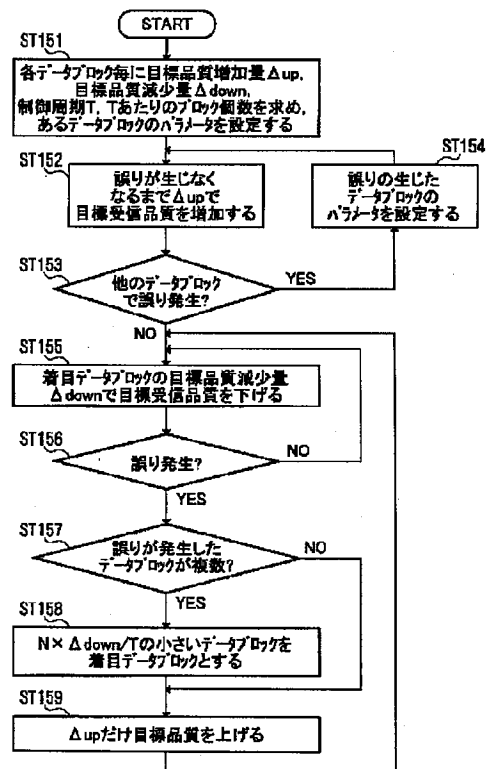 START
ST151
各データブロック毎に目標品質増加量Δup,
目標品質減少量Δdown,
制御周期T, Tあたりのブロック個数を求め,
あるデータブロックのパラメータを設定する
ST152
誤りが生じなく
なるまでΔupで
目標受信品質を増加する
ST154
誤りの生じた
データブロックの
パラメータを設定する
ST153
他のデータブロック
で誤り発生?
YES
NO
ST155
着目データブロックの目標品質減少量
Δdownで目標受信品質を下げる
ST156
誤り発生?
NO
YES
ST157
誤りが発生した
データブロックが複数?
NO
YES
ST158
N×Δdown/Tの小さいデータブロックを
着目データブロックとする
ST159
Δupだけ目標品質を上げる